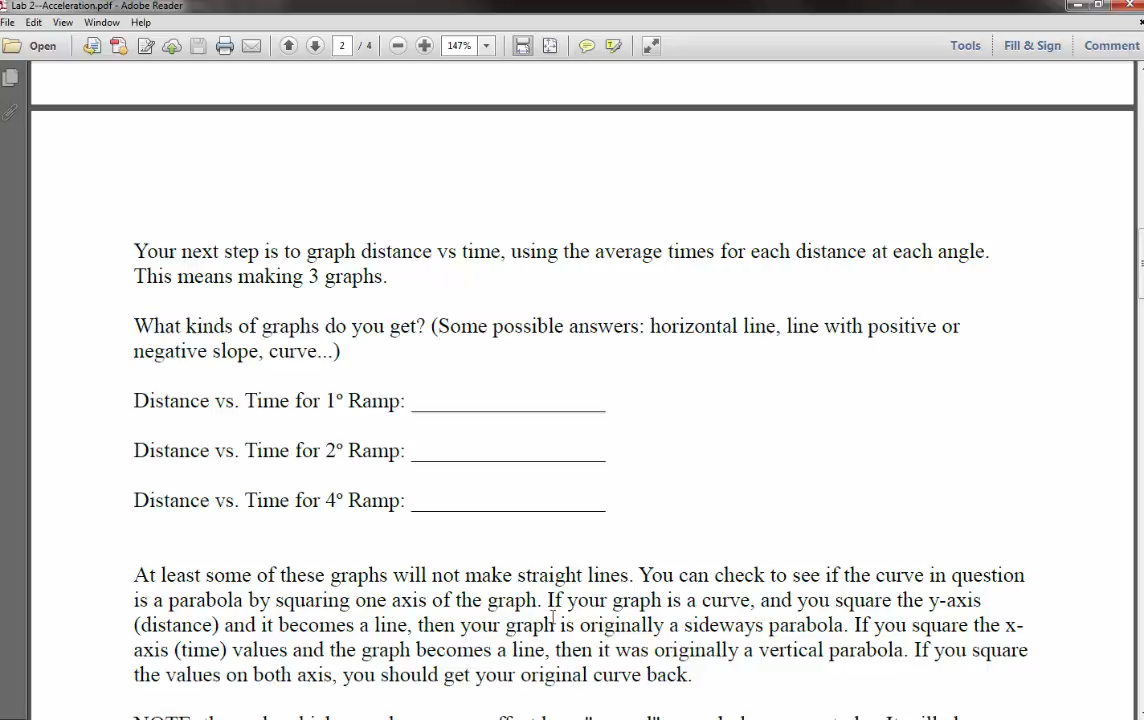 Lab 2--Acceleration.pdf - Adobe Reader
File Edit View Window Help
Open 2 / 4 147% Tools Fill & Sign Comment
Your next step is to graph distance vs time, using the average times for each distance at each angle.
This means making 3 graphs.
What kinds of graphs do you get? (Some possible answers: horizontal line, line with positive or
negative slope, curve...)
Distance vs. Time for 1º Ramp: __________________
Distance vs. Time for 2º Ramp: __________________
Distance vs. Time for 4º Ramp: __________________
At least some of these graphs will not make straight lines. You can check to see if the curve in question
is a parabola by squaring one axis of the graph. If your graph is a curve, and you square the y-axis
(distance) and it becomes a line, then your graph is originally a sideways parabola. If you square the x-
axis (time) values and the graph becomes a line, then it was originally a vertical parabola. If you square
the values on both axis, you should get your original curve back.